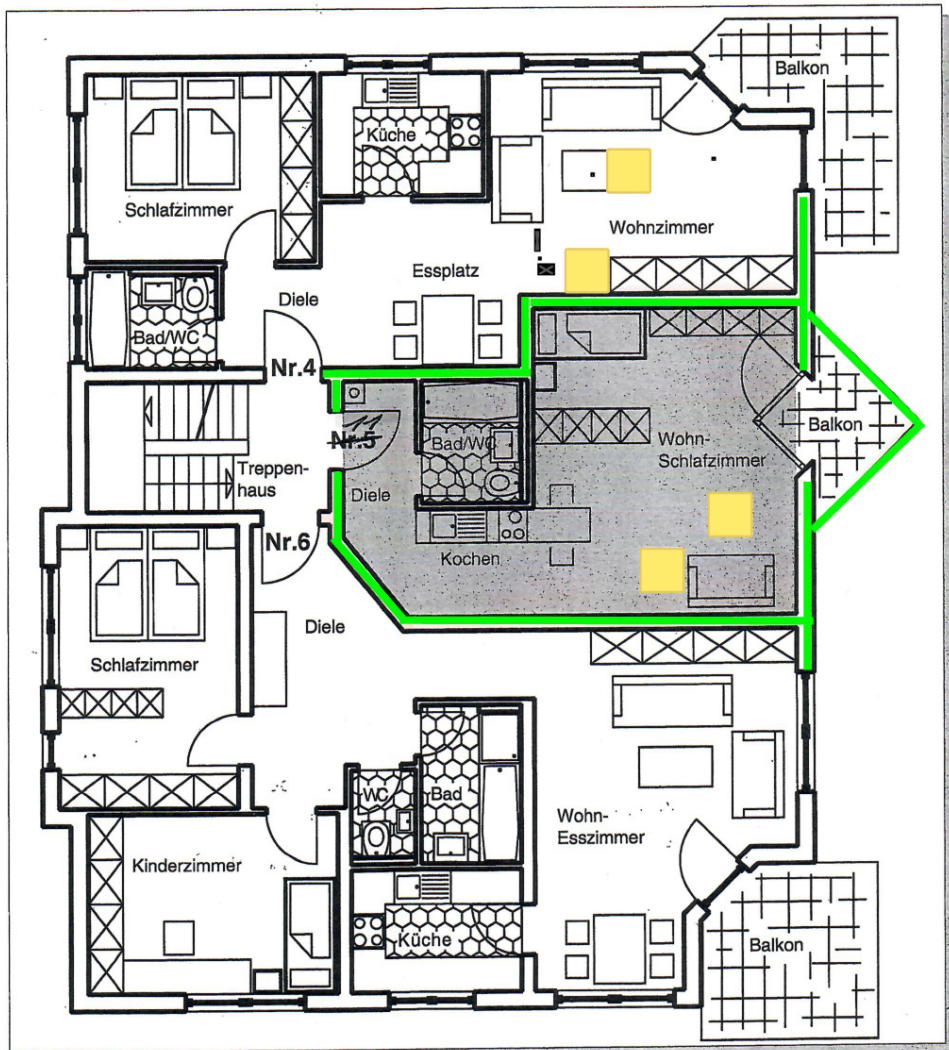 Balkon
Küche
Schlafzimmer
Wohnzimmer
Essplatz
Diele
Bad/WC
Nr.4
Nr.5
Bad/WC
Wohn-
Schlafzimmer
Balkon
Treppen-
haus
Diele
Nr.6
Kochen
Diele
Schlafzimmer
WC
Bad
Wohn-
Esszimmer
Kinderzimmer
Küche
Balkon